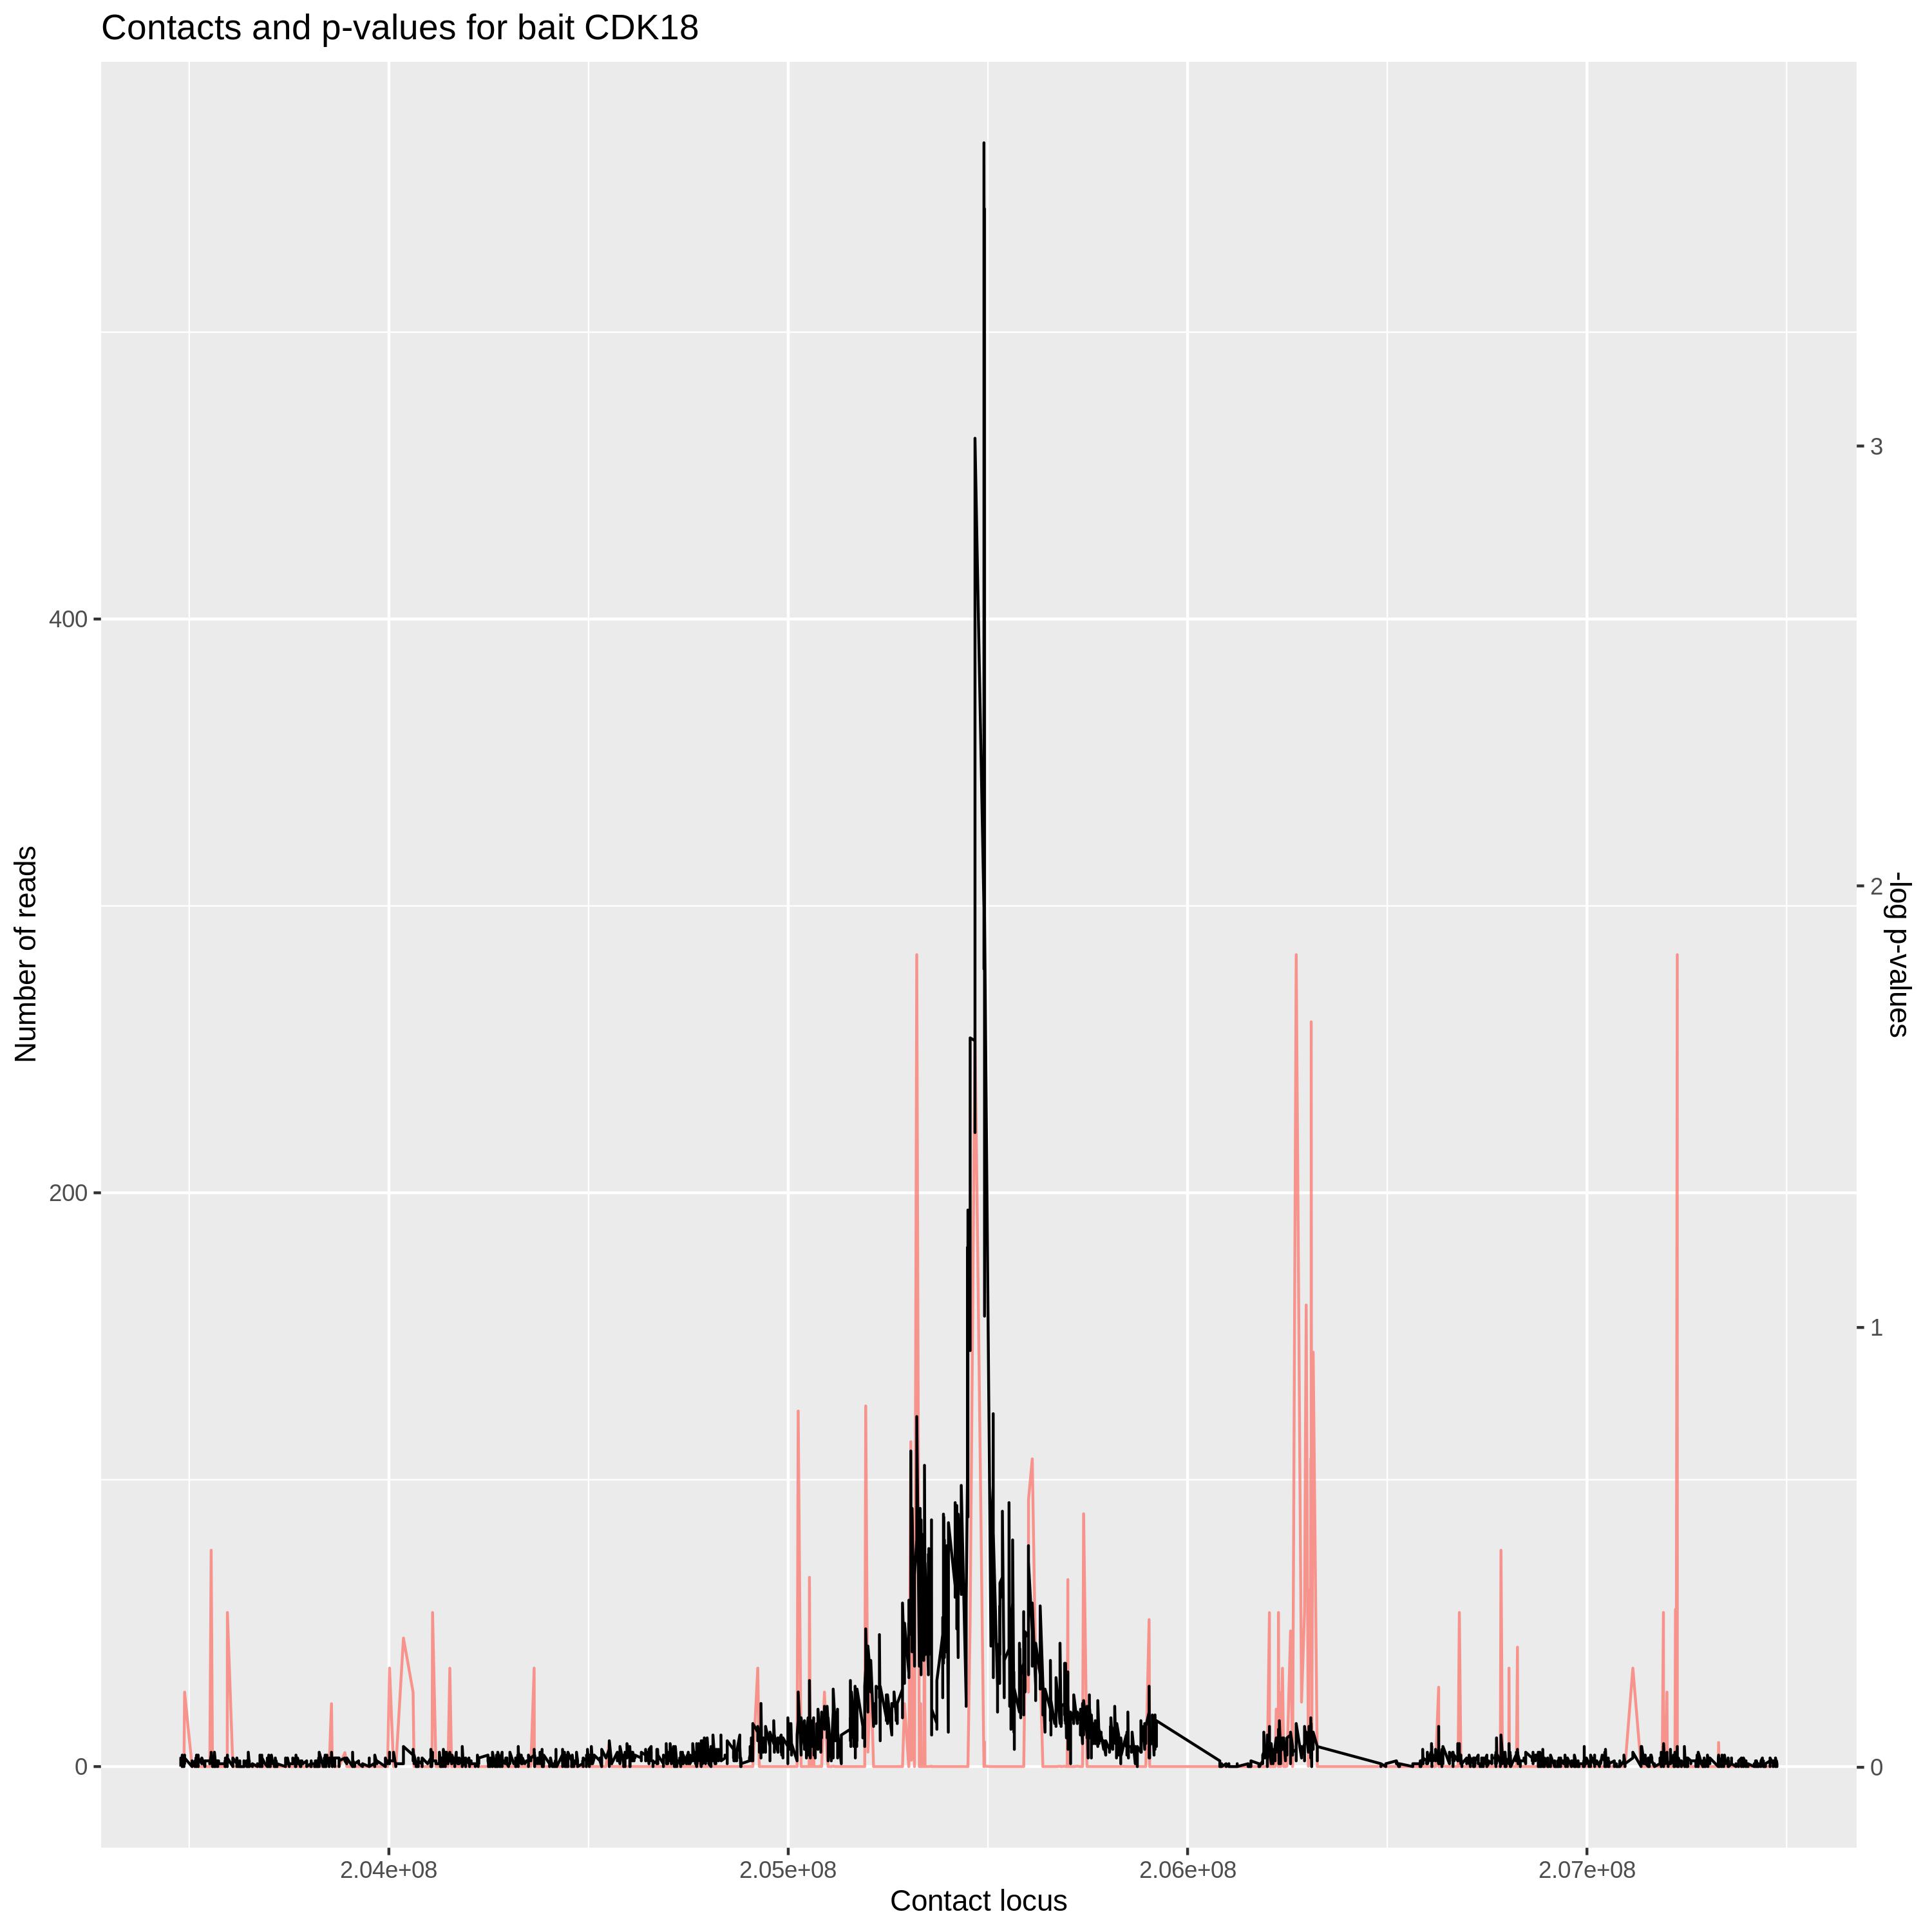 Contacts and p-values for bait CDK18
Number of reads
400
200
0
3
2
1
0
-log p-values
2.04e+08
2.05e+08
2.06e+08
2.07e+08
Contact locus